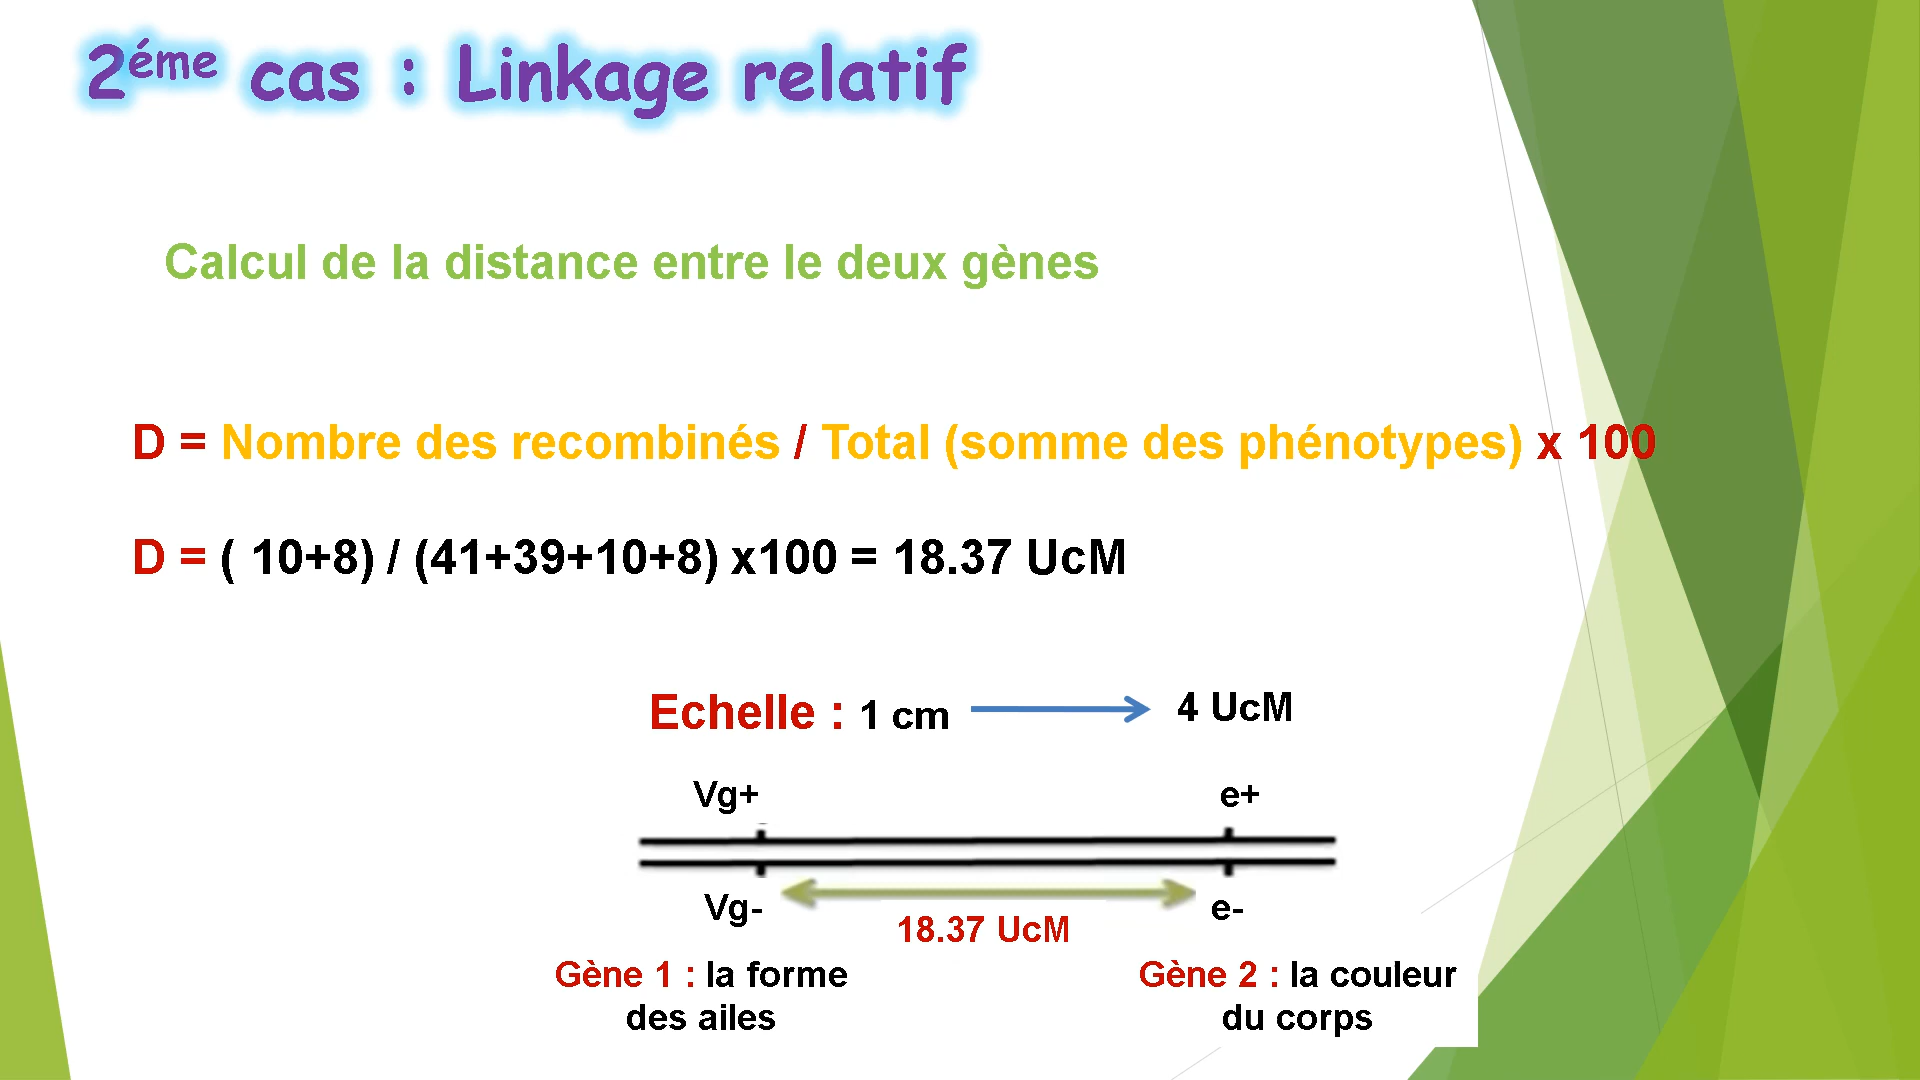 2éme cas : Linkage relatif
Calcul de la distance entre le deux gènes
D = Nombre des recombinés / Total (somme des phénotypes) x 100
D = ( 10+8) / (41+39+10+8) x100 = 18.37 UcM
Echelle : 1 cm 4 UcM
Vg+ e+
Vg- e-
18.37 UcM
Gène 1 : la forme
des ailes
Gène 2 : la couleur
du corps